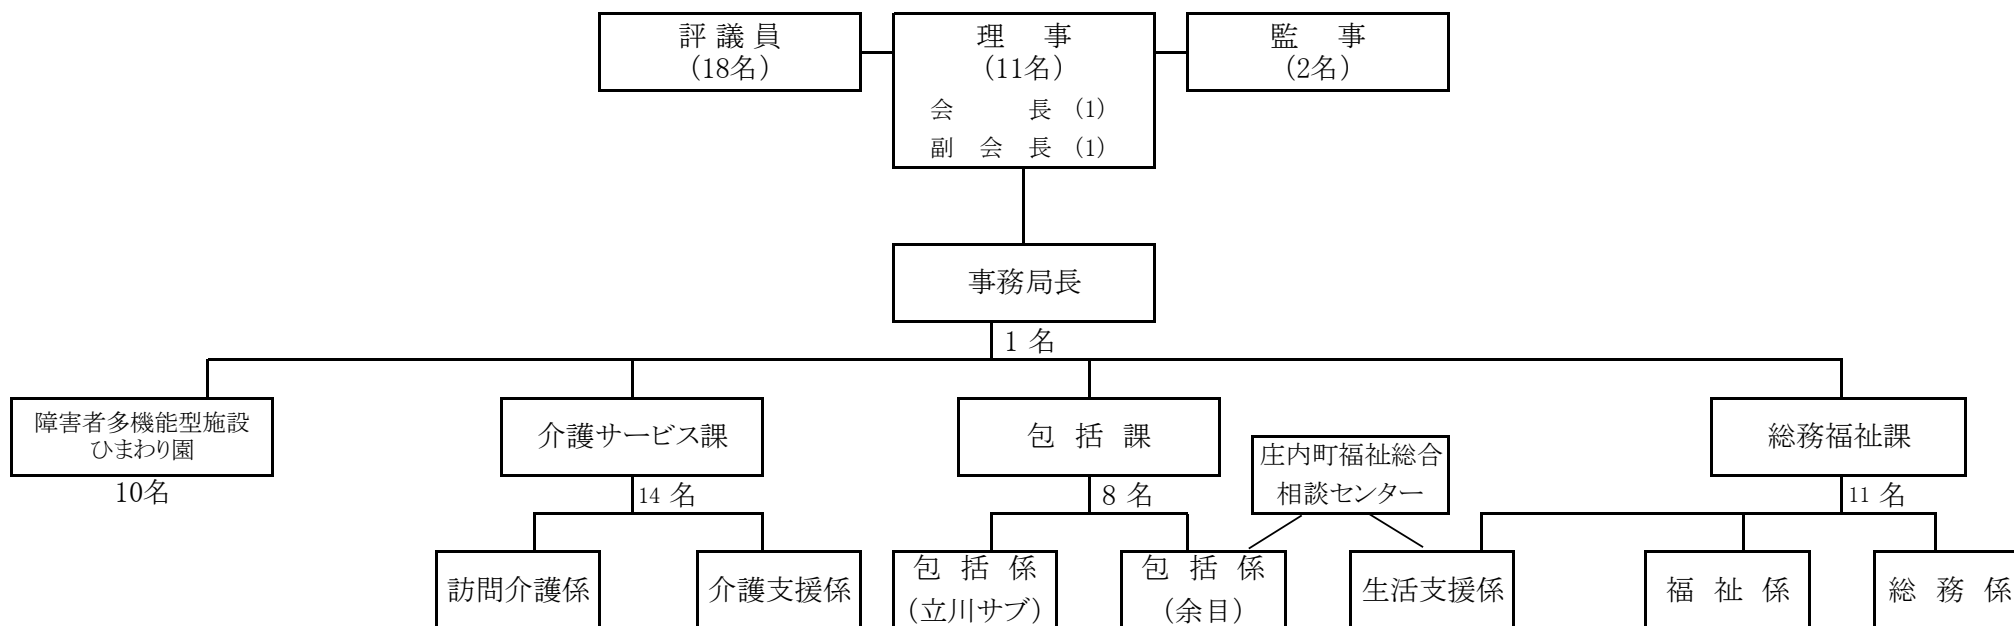 評議員
(18名)
理　事
(11名)
会　　長 (1)
副　会　長 (1)
監　事
(2名)
事務局長
1 名
障害者多機能型施設
ひまわり園
10名
介護サービス課
14 名
包 括 課
8 名
庄内町福祉総合
相談センター
総務福祉課
11 名
訪問介護係
介護支援係
包 括 係
(立川サブ)
包 括 係
(余目)
生活支援係
福 祉 係
総 務 係